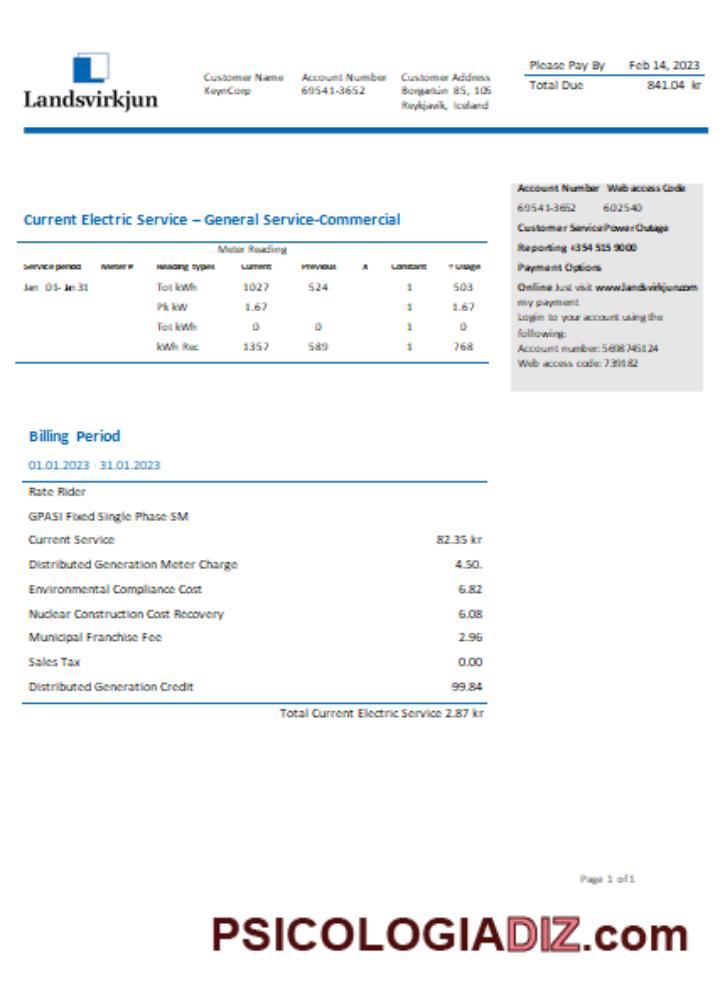 Landsvirkjun
Customer Name Account Number Customer Address
KeynCorp 69541-3652 Borgartún 85, 105
Reykjavík, Iceland
Please Pay By Feb 14, 2023
Total Due 841.04 kr
Account Number Web access Code
69541-3652 602540
Customer Service Power Outage
Reporting +354 515 9000
Payment Options
Online Just visit www.landsvirkjun.com
my payment
Login to your account using the
following:
Account number: 5698745124
Web access code: 739182
Current Electric Service – General Service-Commercial
Meter Reading
Service period Meter# Reading types Current Previous X Constant Usage
Jan 01- Jan 31 Tot kWh 1027 524 1 503
Pk kW 1.67 1 1.67
Tot kWh 0 0 1 0
kWh Rec 1357 589 1 768
Billing Period
01.01.2023 - 31.01.2023
Rate Rider
GPASI Fixed Single Phase SM
Current Service 82.35 kr
Distributed Generation Meter Charge 4.50.
Environmental Compliance Cost 6.82
Nuclear Construction Cost Recovery 6.08
Municipal Franchise Fee 2.96
Sales Tax 0.00
Distributed Generation Credit -99.84
Total Current Electric Service 2.87 kr
Page 1 of 1
PSICOLOGIADIZ.com